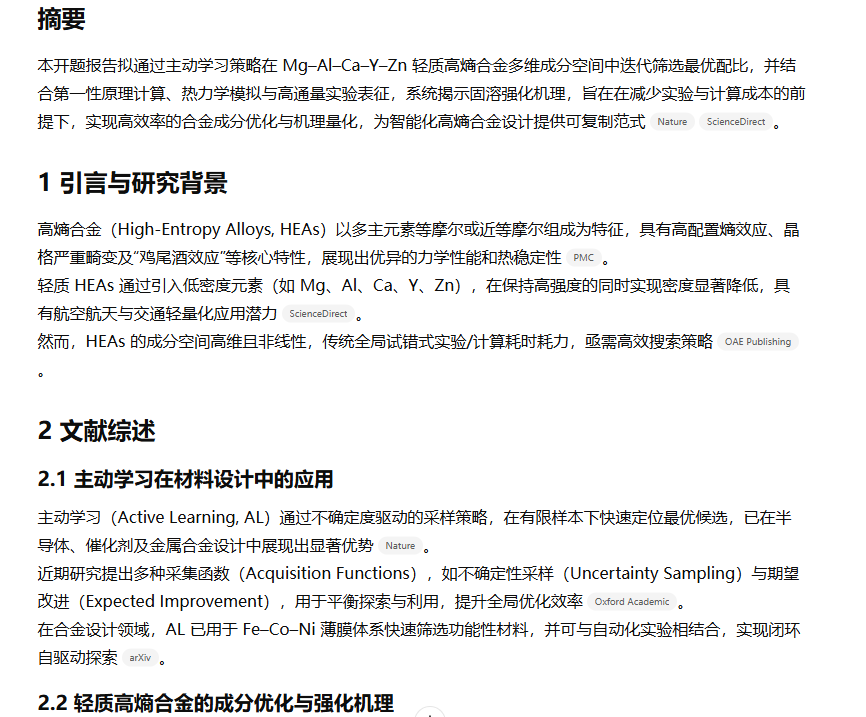 摘要
本开题报告拟通过主动学习策略在 Mg–Al–Ca–Y–Zn 轻质高熵合金多维成分空间中迭代筛选最优配比，并结
合第一性原理计算、热力学模拟与高通量实验表征，系统揭示固溶强化机理，旨在在减少实验与计算成本的前
提下，实现高效率的合金成分优化与机理量化，为智能化高熵合金设计提供可复制范式 Nature ScienceDirect 。
1 引言与研究背景
高熵合金（High-Entropy Alloys, HEAs）以多主元素等摩尔或近等摩尔组成为特征，具有高配置熵效应、晶
格严重畸变及“鸡尾酒效应”等核心特性，展现出优异的力学性能和热稳定性 PMC 。
轻质 HEAs 通过引入低密度元素（如 Mg、Al、Ca、Y、Zn），在保持高强度的同时实现密度显著降低，具
有航空航天与交通轻量化应用潜力 ScienceDirect 。
然而，HEAs 的成分空间高维且非线性，传统全局试错式实验/计算耗时耗力，亟需高效搜索策略 OAE Publishing
。
2 文献综述
2.1 主动学习在材料设计中的应用
主动学习（Active Learning, AL）通过不确定度驱动的采样策略，在有限样本下快速定位最优候选，已在半
导体、催化剂及金属合金设计中展现出显著优势 Nature 。
近期研究提出多种采集函数（Acquisition Functions），如不确定性采样（Uncertainty Sampling）与期望
改进（Expected Improvement），用于平衡探索与利用，提升全局优化效率 Oxford Academic 。
在合金设计领域，AL 已用于 Fe–Co–Ni 薄膜体系快速筛选功能性材料，并可与自动化实验相结合，实现闭环
自驱动探索 arXiv 。
2.2 轻质高熵合金的成分优化与强化机理